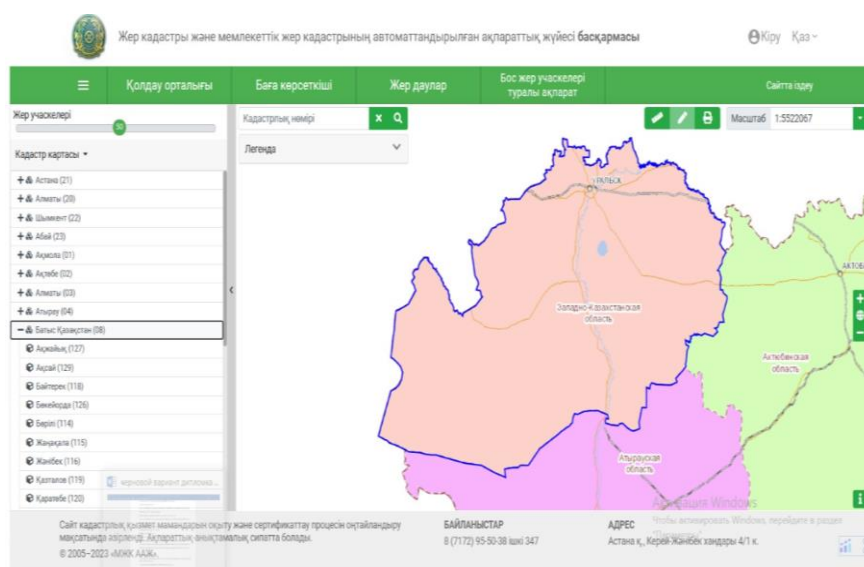 Жер кадастры және мемлекеттік жер кадастрының автоматтандырылған ақпараттық жүйесі басқармасы
Кіру Қаз
Қолдау орталығы
Баға көрсеткіші
Жер даулар
Бос жер учаскелері
туралы ақпарат
Сайтта іздеу
Жер учаскелері
50
Кадастр картасы
Астана (21)
Алматы (20)
Шымкент (22)
Абай (23)
Ақмола (01)
Ақтөбе (02)
Алматы (03)
Атырау (04)
Батыс Қазақстан (08)
Ақжайық (127)
Ақсай (129)
Бәйтерек (118)
Бөкейорда (126)
Бөрілі (114)
Жаңақала (115)
Жәнібек (116)
Казталов (119)
Қаратөбе (120)
Кадастрлық нөмірі
Легенда
Масштаб 1:5522067
УРАЛЬСК
Западно-Казахстанская
область
АКТОБ
Актюбинская
область
Атырауская
область
черновой вариант дипломка...
Активация Windows
Чтобы активировать Windows, перейдите в раздел
Сайт кадастрлық қызмет мамандарын оқыту және сертификаттау процесін оңтайландыру
мақсатында әзірленді. Ақпараттық-анықтамалық сипатта болады.
© 2005–2023 «МЖК ААЖ».
БАЙЛАНЫСТАР
8 (7172) 95-50-38 ішкі 347
АДРЕС
Астана қ., Керей-Жәнібек хандары 4/1 к.